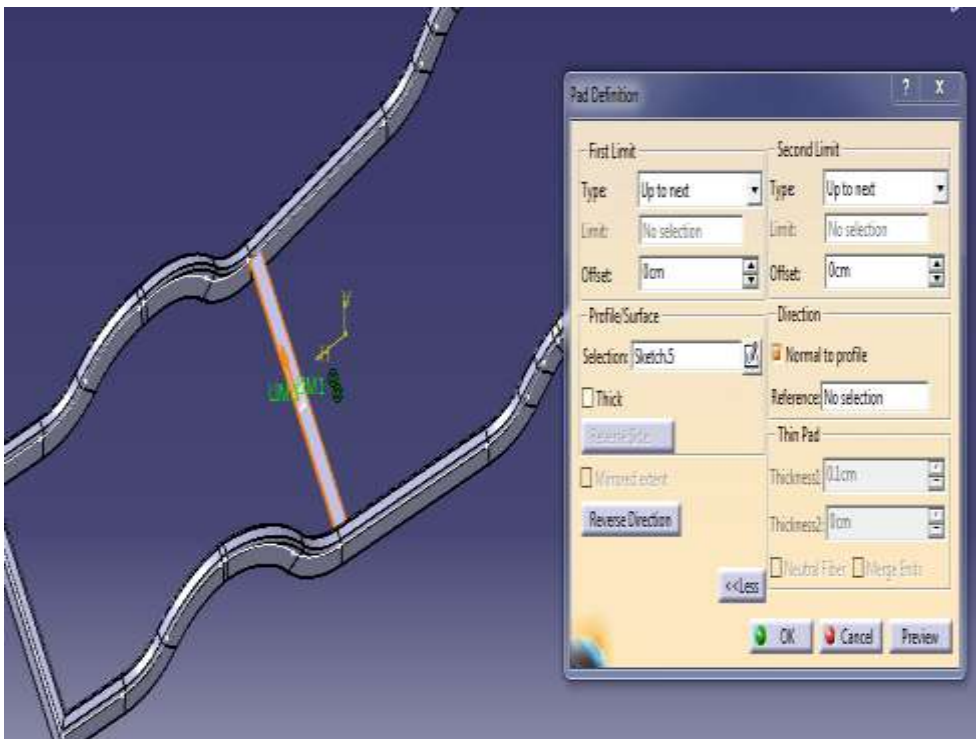 Pad Definition
? X
First Limit
Type: Up to next
Limit: No selection
Offset: 0cm
Second Limit
Type: Up to next
Limit: No selection
Offset: 0cm
Profile/Surface
Selection: Sketch.5
Thick
Reverse Side
Mirrored extent
Reverse Direction
<<Less
Direction
Normal to profile
Reference: No selection
Thin Pad
Thickness1: 0.1cm
Thickness2: 0cm
Neutral Fiber Merge Ends
OK Cancel Preview
V
H